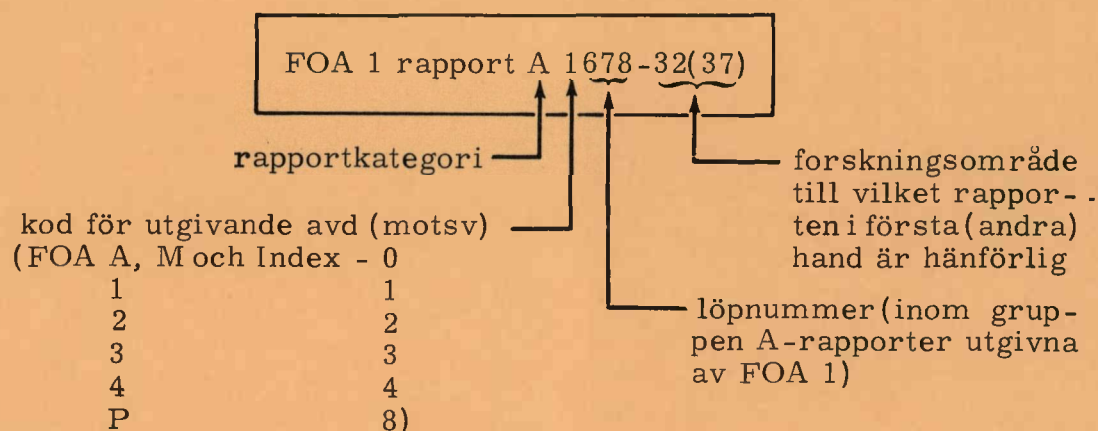 FOA 1 rapport A 1678-32(37)
rapportkategori
forskningsområde
till vilket rappor-
ten i första(andra)
hand är hänförlig
kod för utgivande avd (motsv)
(FOA A, M och Index - 0
1 1
2 2
3 3
4 4
P 8)
löpnummer(inom grup-
pen A-rapporter utgivna
av FOA 1)